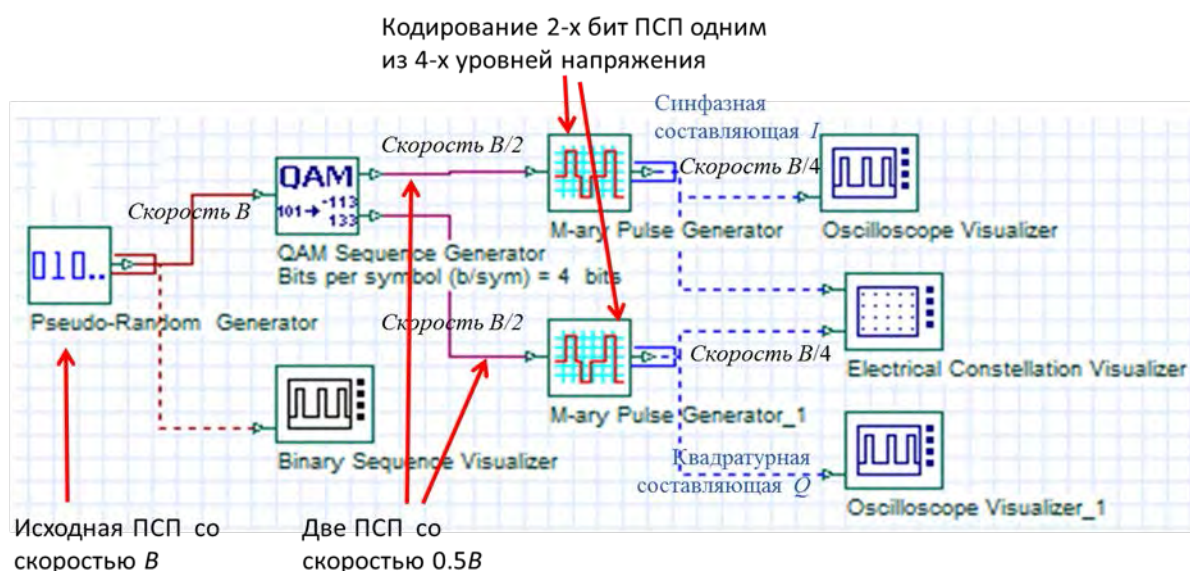 Кодирование 2-х бит ПСП одним
из 4-х уровней напряжения
Синфазная
составляющая I
Скорость B/2
Скорость B/4
QAM
101→ -113
133
Скорость B
M-ary Pulse Generator
Oscilloscope Visualizer
010..
QAM Sequence Generator
Bits per symbol (b/sym) = 4 bits
Pseudo-Random Generator
Скорость B/2
Скорость B/4
Electrical Constellation Visualizer
M-ary Pulse Generator_1
Binary Sequence Visualizer
Квадратурная
составляющая Q
Oscilloscope Visualizer_1
Исходная ПСП со
скоростью B
Две ПСП со
скоростью 0.5B